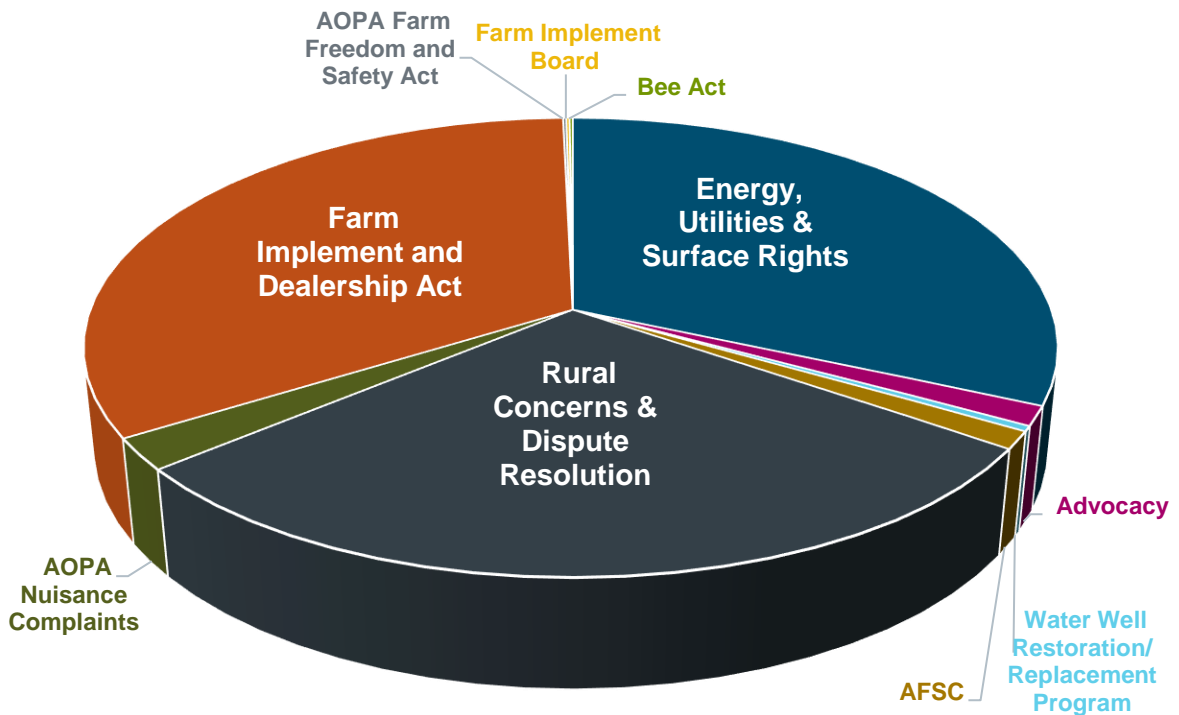 AOPA Farm
Freedom and
Safety Act
Farm Implement
Board
Bee Act
Energy,
Utilities &
Surface Rights
Farm
Implement and
Dealership Act
Rural
Concerns &
Dispute
Resolution
Advocacy
AOPA
Nuisance
Complaints
Water Well
Restoration/
Replacement
Program
AFSC